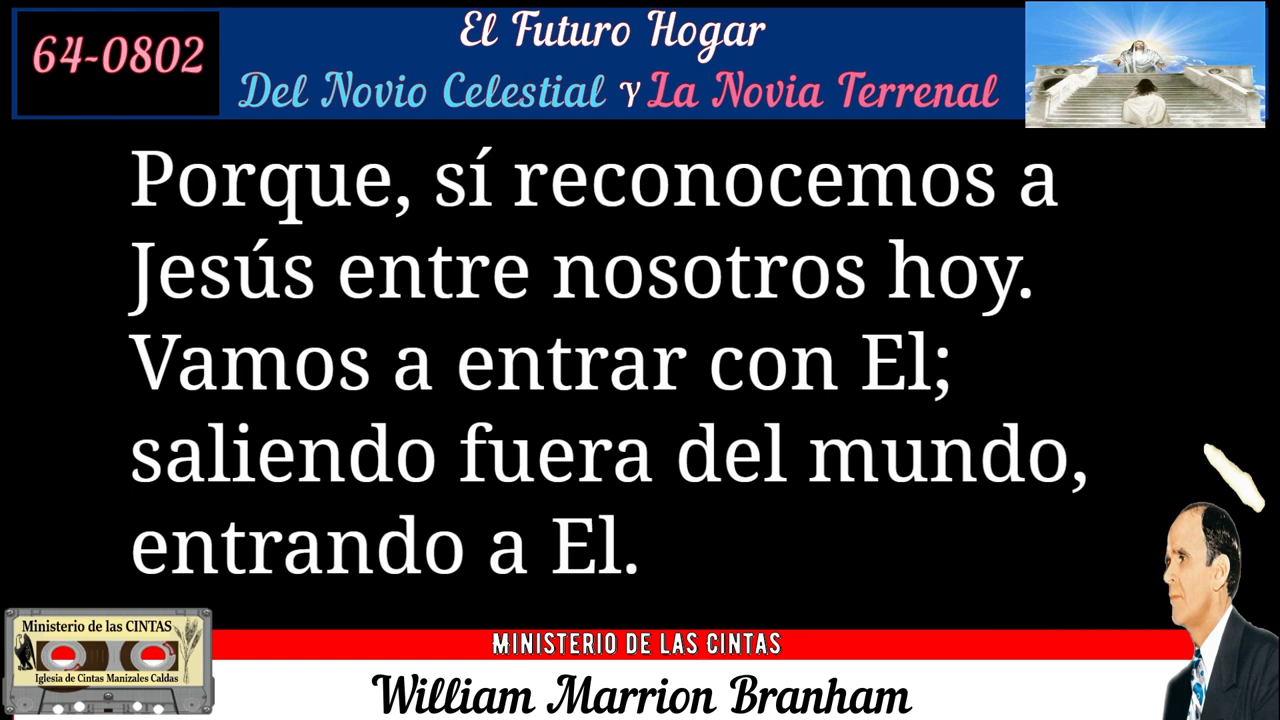 64-0802
El Futuro Hogar
Del Novio Celestial y La Novia Terrenal
Porque, sí reconocemos a
Jesús entre nosotros hoy.
Vamos a entrar con El;
saliendo fuera del mundo,
entrando a El.
Ministerio de las CINTAS
Iglesia de Cintas Manizales Caldas
MINISTERIO DE LAS CINTAS
William Marrion Branham